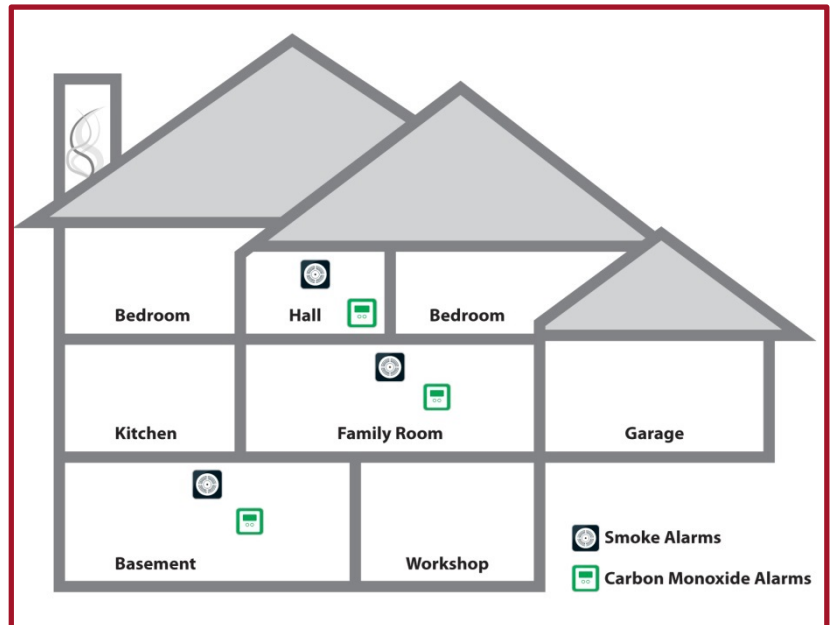 Bedroom
Hall
Bedroom
Kitchen
Family Room
Garage
Basement
Workshop
Smoke Alarms
Carbon Monoxide Alarms